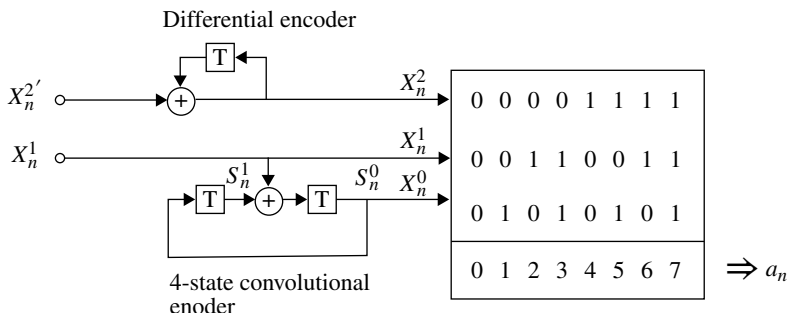 Differential encoder
T
X_n^{2'}
+
X_n^2
0 0 0 0 1 1 1 1
X_n^1
X_n^1
0 0 1 1 0 0 1 1
S_n^1
S_n^0
X_n^0
T
+
T
0 1 0 1 0 1 0 1
0 1 2 3 4 5 6 7
⇒ a_n
4-state convolutional
enoder